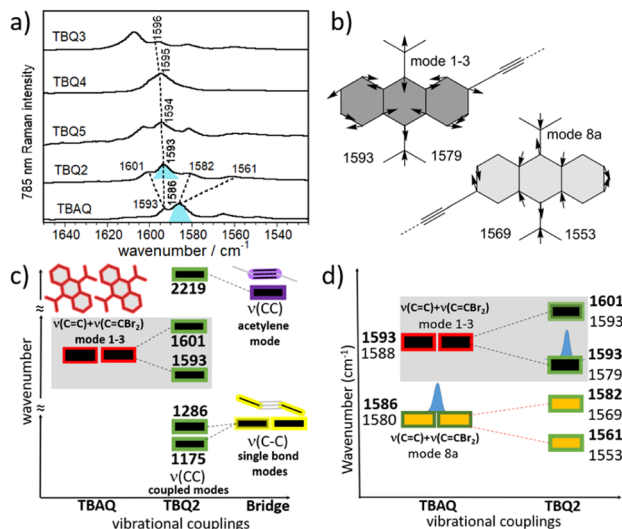 a)
785 nm Raman intensity
TBQ3
TBQ4
TBQ5
TBQ2
TBAQ
1596
1595
1594
1593
1601
1582
1561
1593
1586
1640 1620 1600 1580 1560 1540
wavenumber / cm-1
b)
mode 1-3
1593
1579
mode 8a
1569
1553
c)
wavenumber
2219
ν(CC)
acetylene
mode
ν(C=C)+ν(C=CBr2)
mode 1-3
1601
1593
1286
1175
ν(C-C)
single bond
modes
ν(CC)
coupled modes
TBAQ TBQ2 Bridge
vibrational couplings
d)
Wavenumber (cm-1)
ν(C=C)+ν(C=CBr2)
mode 1-3
1593
1588
1601
1593
1593
1579
1586
1580
ν(C=C)+ν(C=CBr2)
mode 8a
1582
1569
1561
1553
TBAQ TBQ2
vibrational couplings